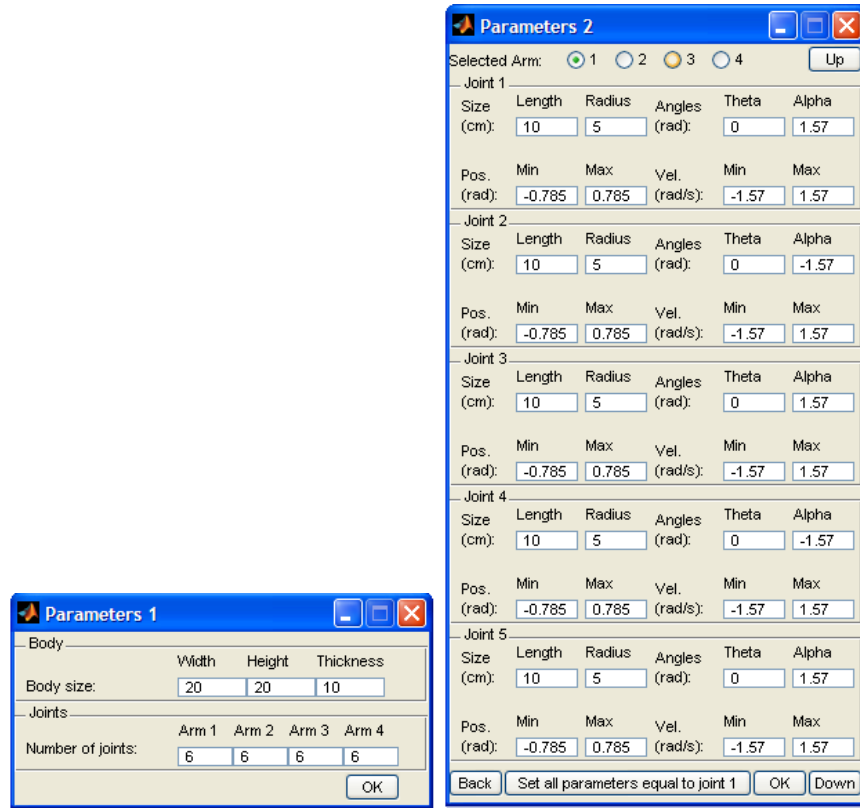 Parameters 1
Body
Width Height Thickness
Body size: 20 20 10
Joints
Arm 1 Arm 2 Arm 3 Arm 4
Number of joints: 6 6 6 6
OK
Parameters 2
Selected Arm: 1 2 3 4 Up
Joint 1
Size Length Radius Angles Theta Alpha
(cm): 10 5 (rad): 0 1.57
Pos. Min Max Vel. Min Max
(rad): -0.785 0.785 (rad/s): -1.57 1.57
Joint 2
Size Length Radius Angles Theta Alpha
(cm): 10 5 (rad): 0 -1.57
Pos. Min Max Vel. Min Max
(rad): -0.785 0.785 (rad/s): -1.57 1.57
Joint 3
Size Length Radius Angles Theta Alpha
(cm): 10 5 (rad): 0 1.57
Pos. Min Max Vel. Min Max
(rad): -0.785 0.785 (rad/s): -1.57 1.57
Joint 4
Size Length Radius Angles Theta Alpha
(cm): 10 5 (rad): 0 -1.57
Pos. Min Max Vel. Min Max
(rad): -0.785 0.785 (rad/s): -1.57 1.57
Joint 5
Size Length Radius Angles Theta Alpha
(cm): 10 5 (rad): 0 1.57
Pos. Min Max Vel. Min Max
(rad): -0.785 0.785 (rad/s): -1.57 1.57
Back Set all parameters equal to joint 1 OK Down